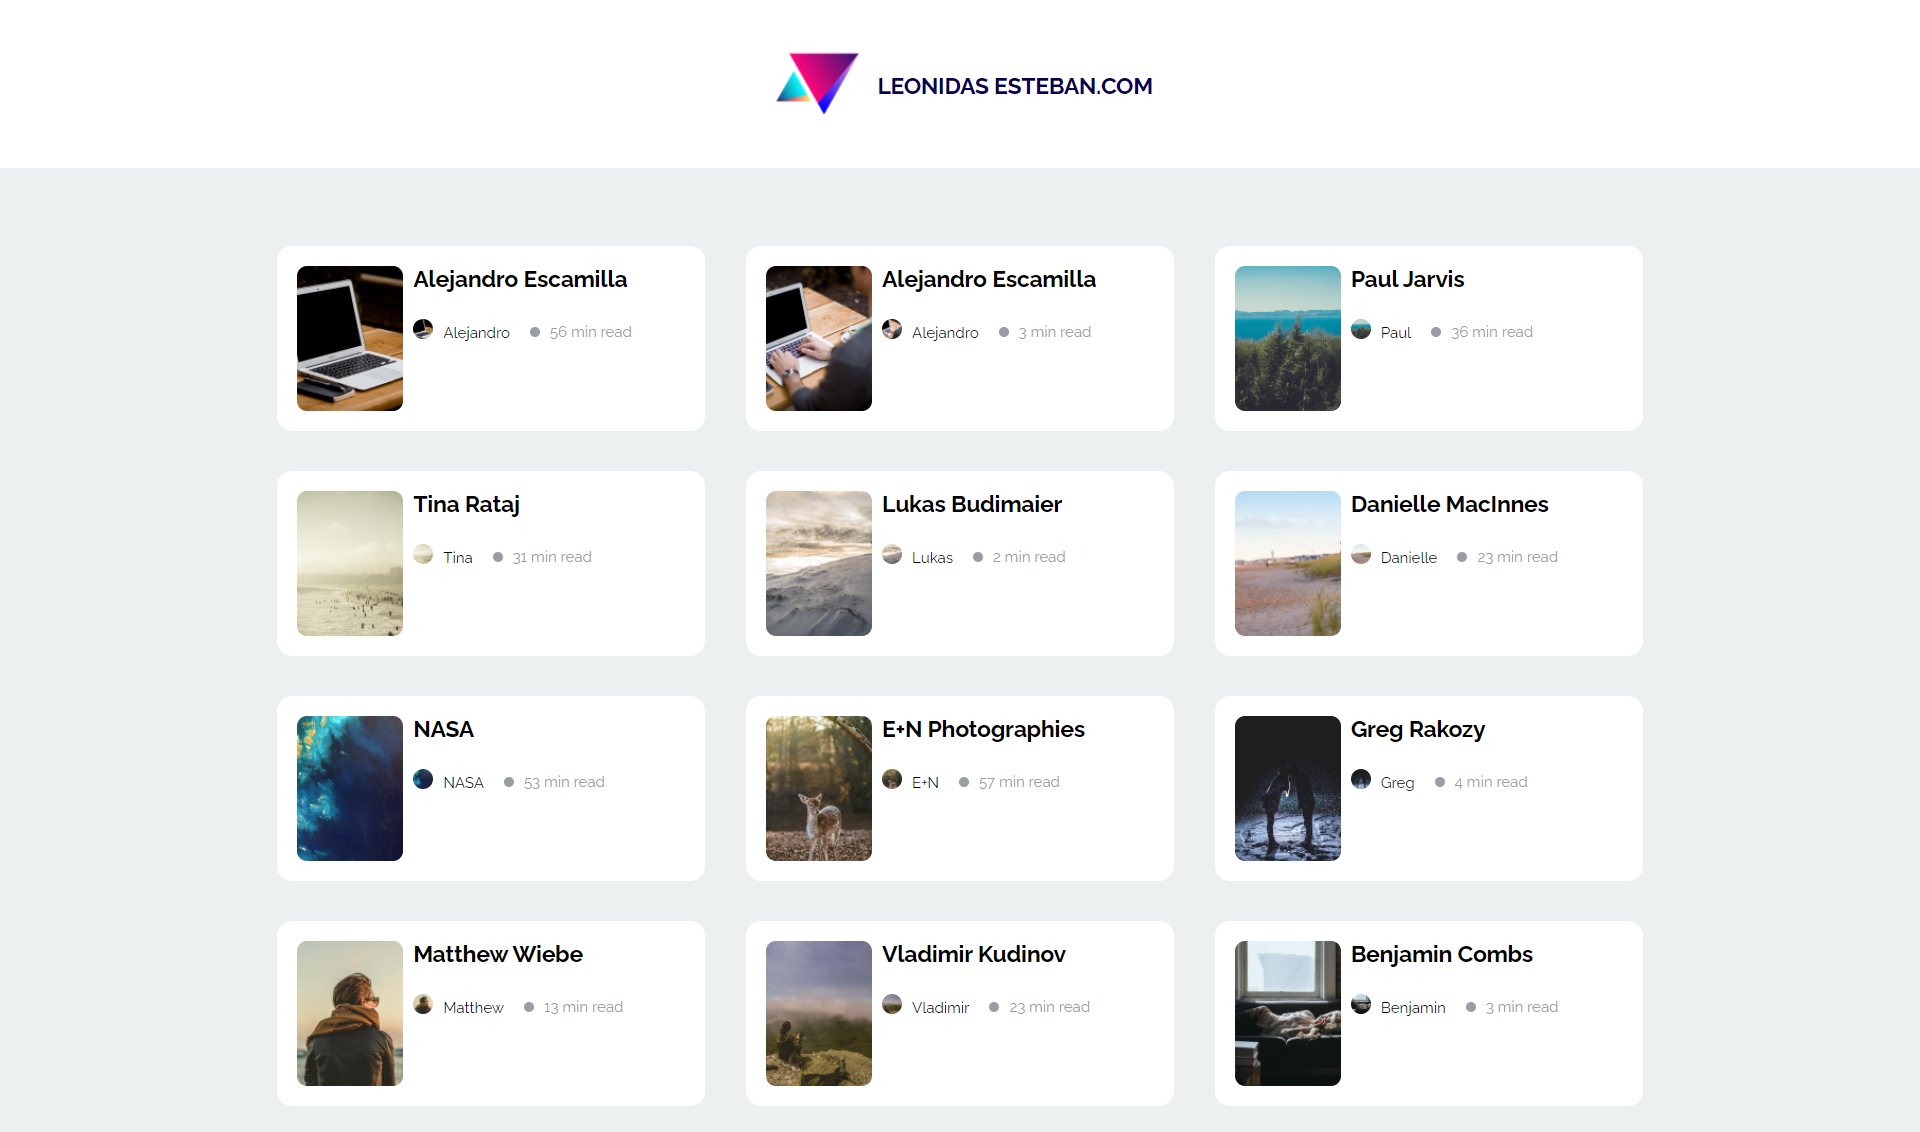 LEONIDAS ESTEBAN.COM
Alejandro Escamilla
Alejandro 56 min read
Alejandro Escamilla
Alejandro 3 min read
Paul Jarvis
Paul 36 min read
Tina Rataj
Tina 31 min read
Lukas Budimaier
Lukas 2 min read
Danielle MacInnes
Danielle 23 min read
NASA
NASA 53 min read
E+N Photographies
E+N 57 min read
Greg Rakozy
Greg 4 min read
Matthew Wiebe
Matthew 13 min read
Vladimir Kudinov
Vladimir 23 min read
Benjamin Combs
Benjamin 3 min read